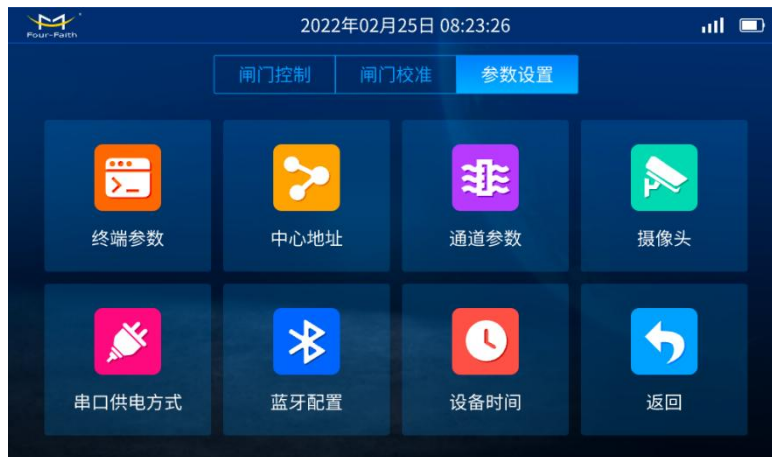 Four-Faith
2022年02月25日 08:23:26
闸门控制 闸门校准 参数设置
终端参数 中心地址 通道参数 摄像头
串口供电方式 蓝牙配置 设备时间 返回